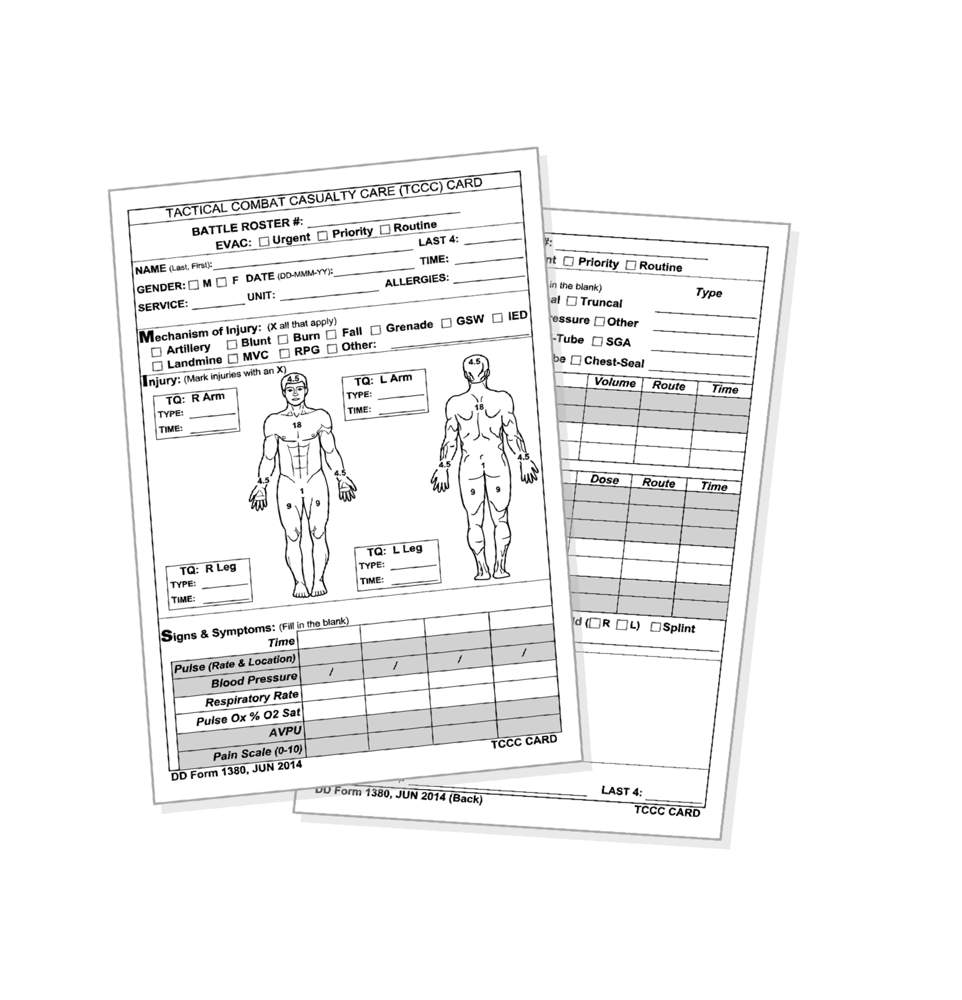 TACTICAL COMBAT CASUALTY CARE (TCCC) CARD
BATTLE ROSTER #:
EVAC: Urgent Priority Routine
NAME (Last, First): LAST 4:
GENDER: M F DATE (DD-MMM-YY): TIME:
SERVICE: UNIT: ALLERGIES:
Mechanism of Injury: (X all that apply)
Artillery Blunt Burn Fall Grenade GSW IED
Landmine MVC RPG Other:
Injury: (Mark injuries with an X)
TQ: R Arm
TYPE:
TIME:
4.5
18
4.5 4.5
1
9 9
TQ: L Arm
TYPE:
TIME:
4.5
18
4.5 4.5
1
9 9
TQ: R Leg
TYPE:
TIME:
TQ: L Leg
TYPE:
TIME:
Signs & Symptoms: (Fill in the blank)
Time
Pulse (Rate & Location)
Blood Pressure / / / /
Respiratory Rate
Pulse Ox % O2 Sat
AVPU
Pain Scale (0-10)
DD Form 1380, JUN 2014 TCCC CARD
#:
nt Priority Routine
in the blank) Type
al Truncal
essure Other
-Tube SGA
be Chest-Seal
Volume Route Time
Dose Route Time
ld (R L) Splint
LAST 4:
DD Form 1380, JUN 2014 (Back) TCCC CARD